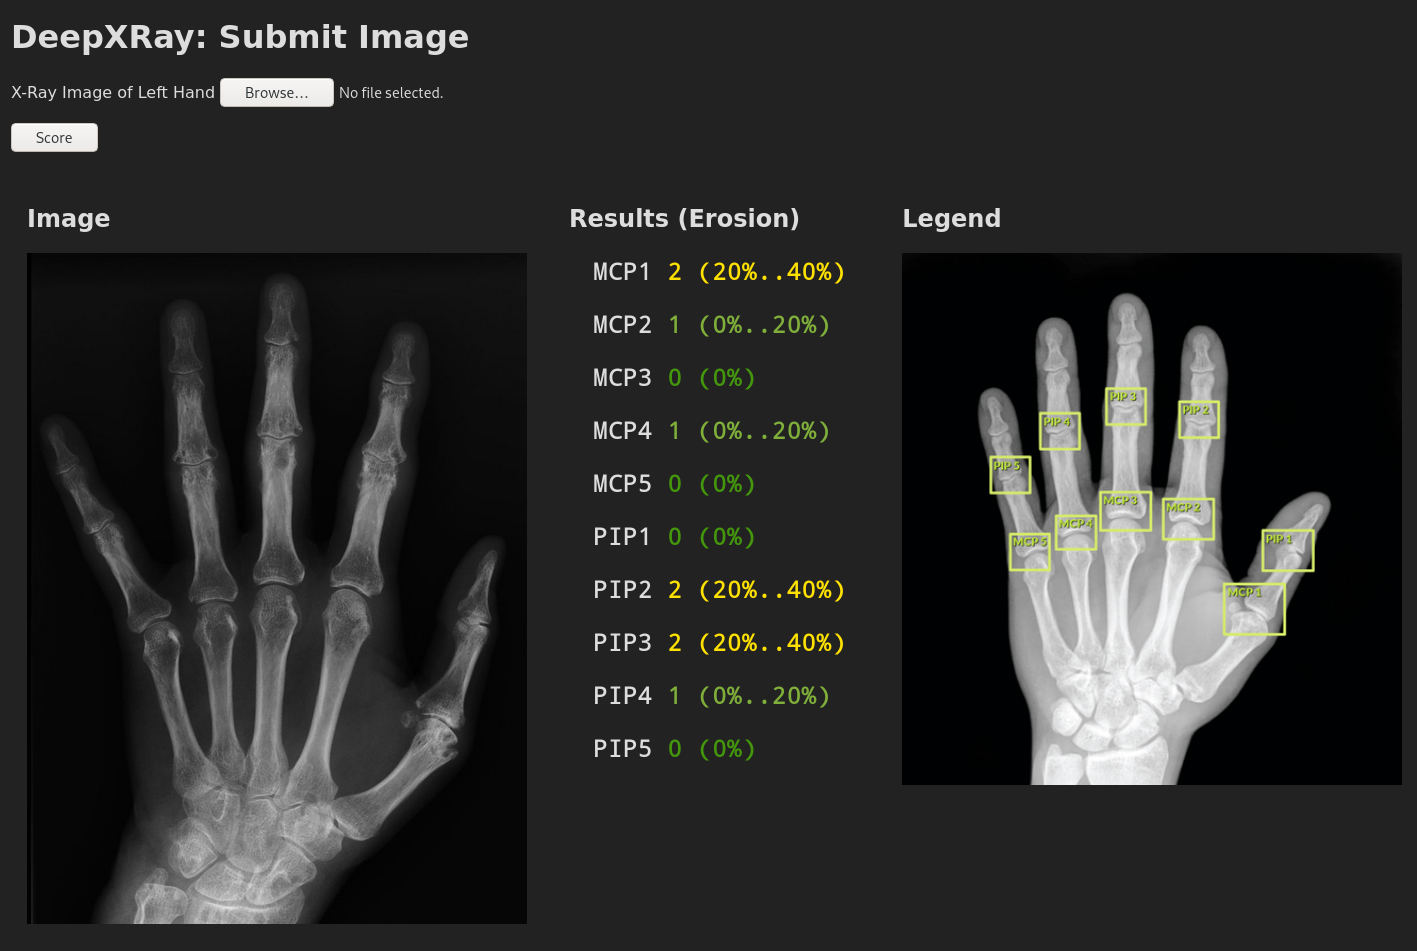 DeepXRay: Submit Image
X-Ray Image of Left Hand Browse... No file selected.
Score
Image
Results (Erosion)
MCP1 2 (20%..40%)
MCP2 1 (0%..20%)
MCP3 0 (0%)
MCP4 1 (0%..20%)
MCP5 0 (0%)
PIP1 0 (0%)
PIP2 2 (20%..40%)
PIP3 2 (20%..40%)
PIP4 1 (0%..20%)
PIP5 0 (0%)
Legend
PIP 3
PIP 2
PIP 4
PIP 5
MCP 3
MCP 2
MCP 4
MCP 5
PIP 1
MCP 1